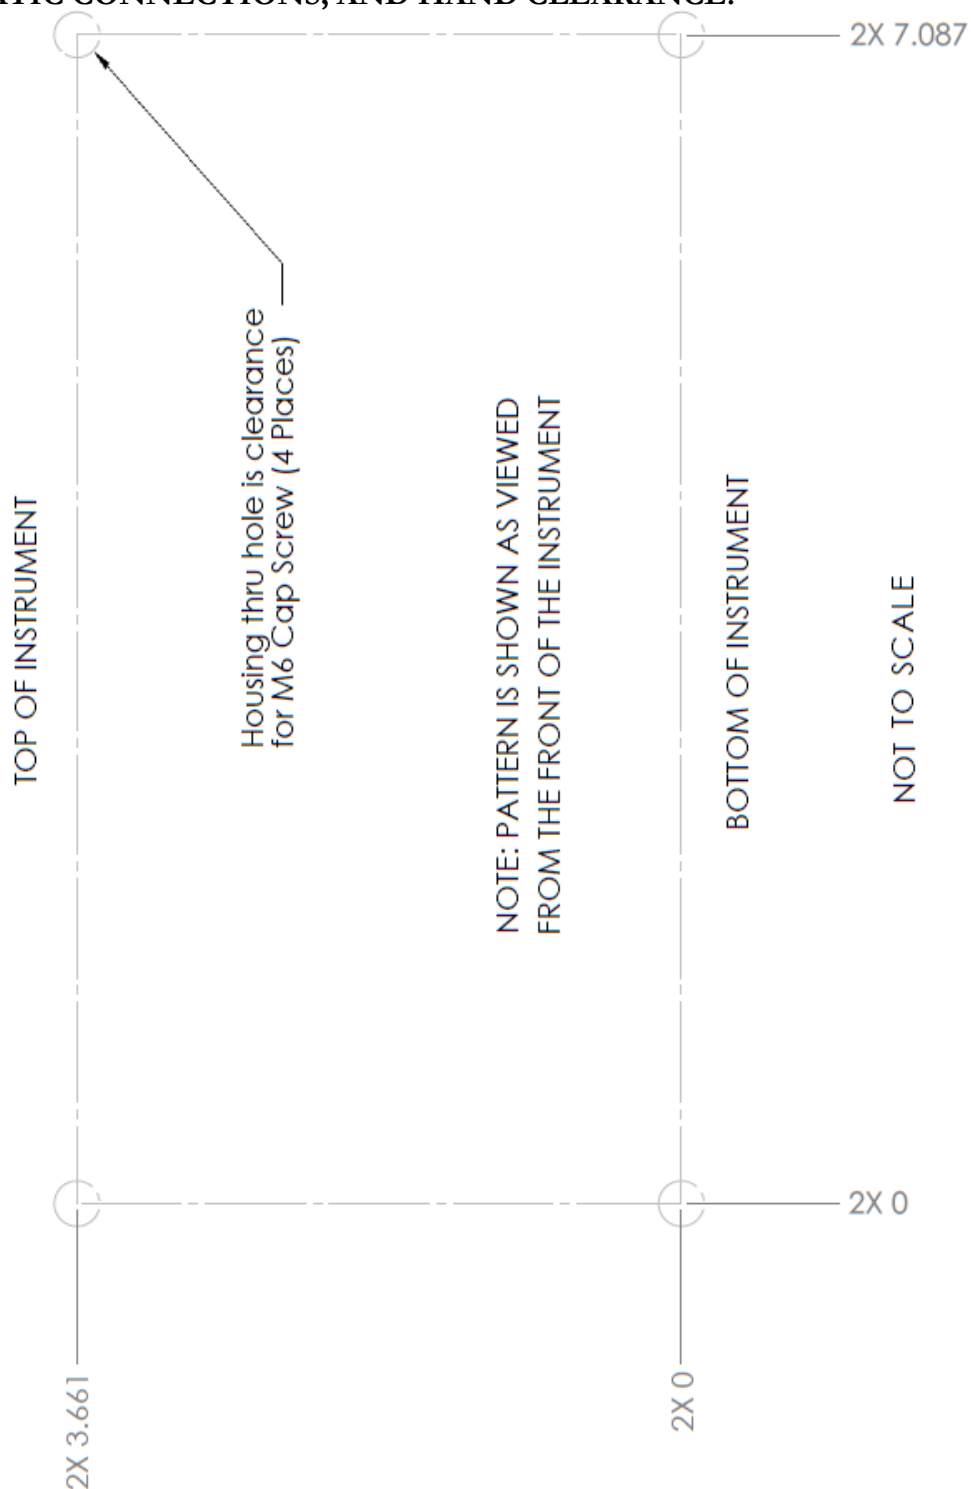 ATIC CONNECTIONS, AND HAND CLEARANCE.
2X 7.087
TOP OF INSTRUMENT
Housing thru hole is clearance
for M6 Cap Screw (4 Places)
NOTE: PATTERN IS SHOWN AS VIEWED
FROM THE FRONT OF THE INSTRUMENT
BOTTOM OF INSTRUMENT
NOT TO SCALE
2X 0
2X 3.661
2X 0